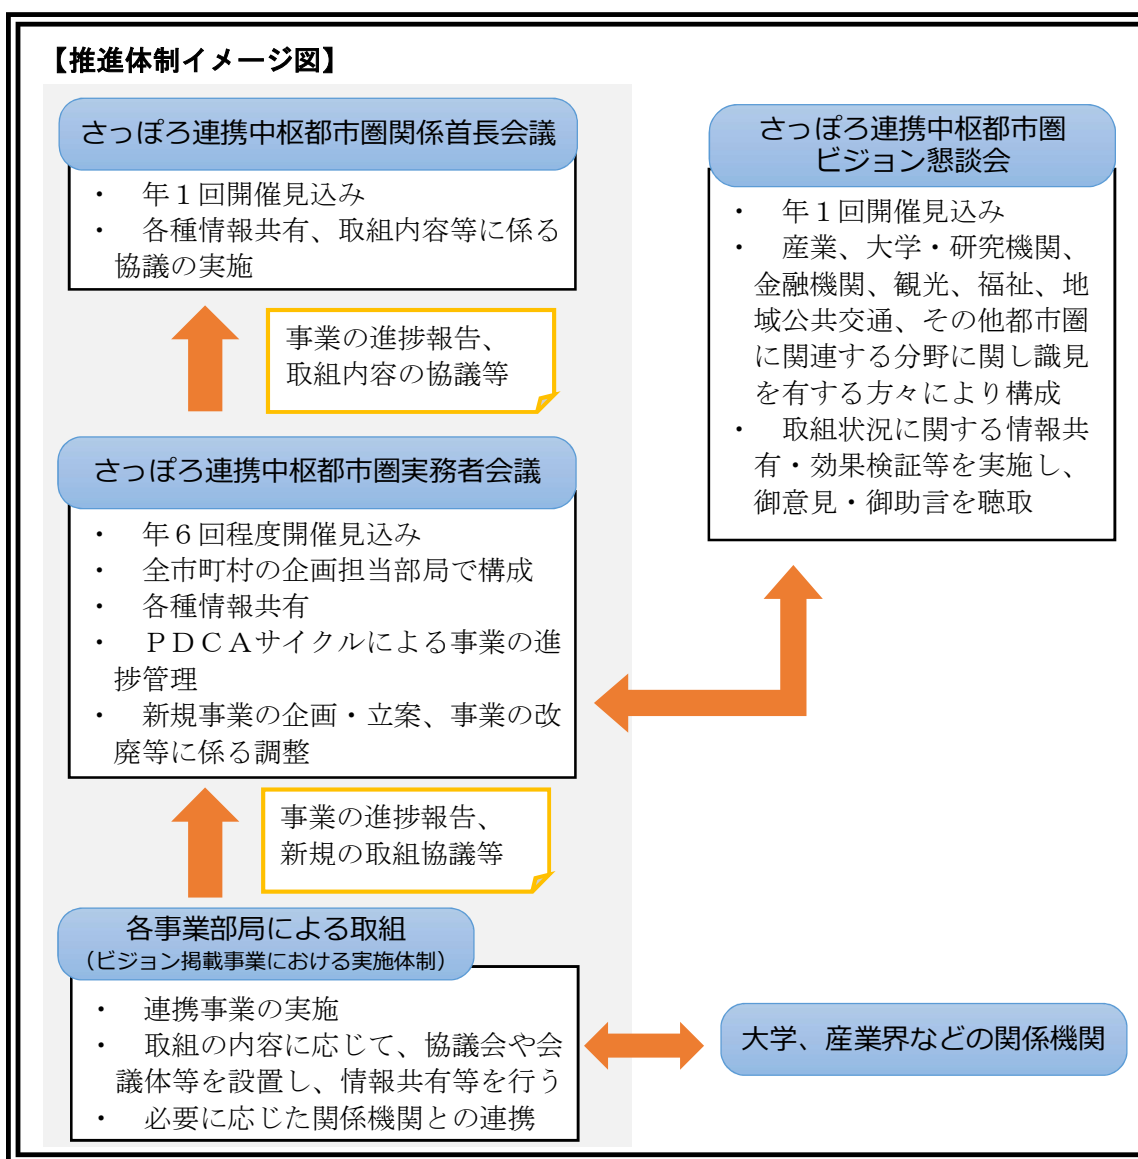 【推進体制イメージ図】
さっぽろ連携中枢都市圏関係首長会議
・　年１回開催見込み
・　各種情報共有、取組内容等に係る
協議の実施
事業の進捗報告、
取組内容の協議等
さっぽろ連携中枢都市圏実務者会議
・　年６回程度開催見込み
・　全市町村の企画担当部局で構成
・　各種情報共有
・　ＰＤＣＡサイクルによる事業の進
捗管理
・　新規事業の企画・立案、事業の改
廃等に係る調整
事業の進捗報告、
新規の取組協議等
各事業部局による取組
（ビジョン掲載事業における実施体制）
・　連携事業の実施
・　取組の内容に応じて、協議会や会
議体等を設置し、情報共有等を行う
・　必要に応じた関係機関との連携
さっぽろ連携中枢都市圏
ビジョン懇談会
・　年１回開催見込み
・　産業、大学・研究機関、
金融機関、観光、福祉、地
域公共交通、その他都市圏
に関連する分野に関し識見
を有する方々により構成
・　取組状況に関する情報共
有・効果検証等を実施し、
御意見・御助言を聴取
大学、産業界などの関係機関